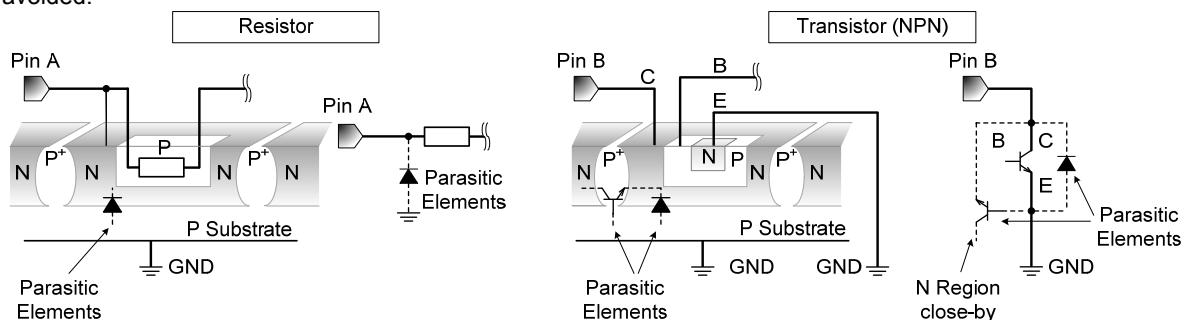 avoided.
Resistor
Transistor (NPN)
Pin A
Pin A
Pin B
C
B
E
Pin B
N
P+
N
P
P+
N
N
P+
N
P
P+
N
B
C
E
Parasitic
Elements
P Substrate
GND
Parasitic
Elements
P Substrate
GND
GND
Parasitic
Elements
Parasitic
Elements
GND
N Region
close-by